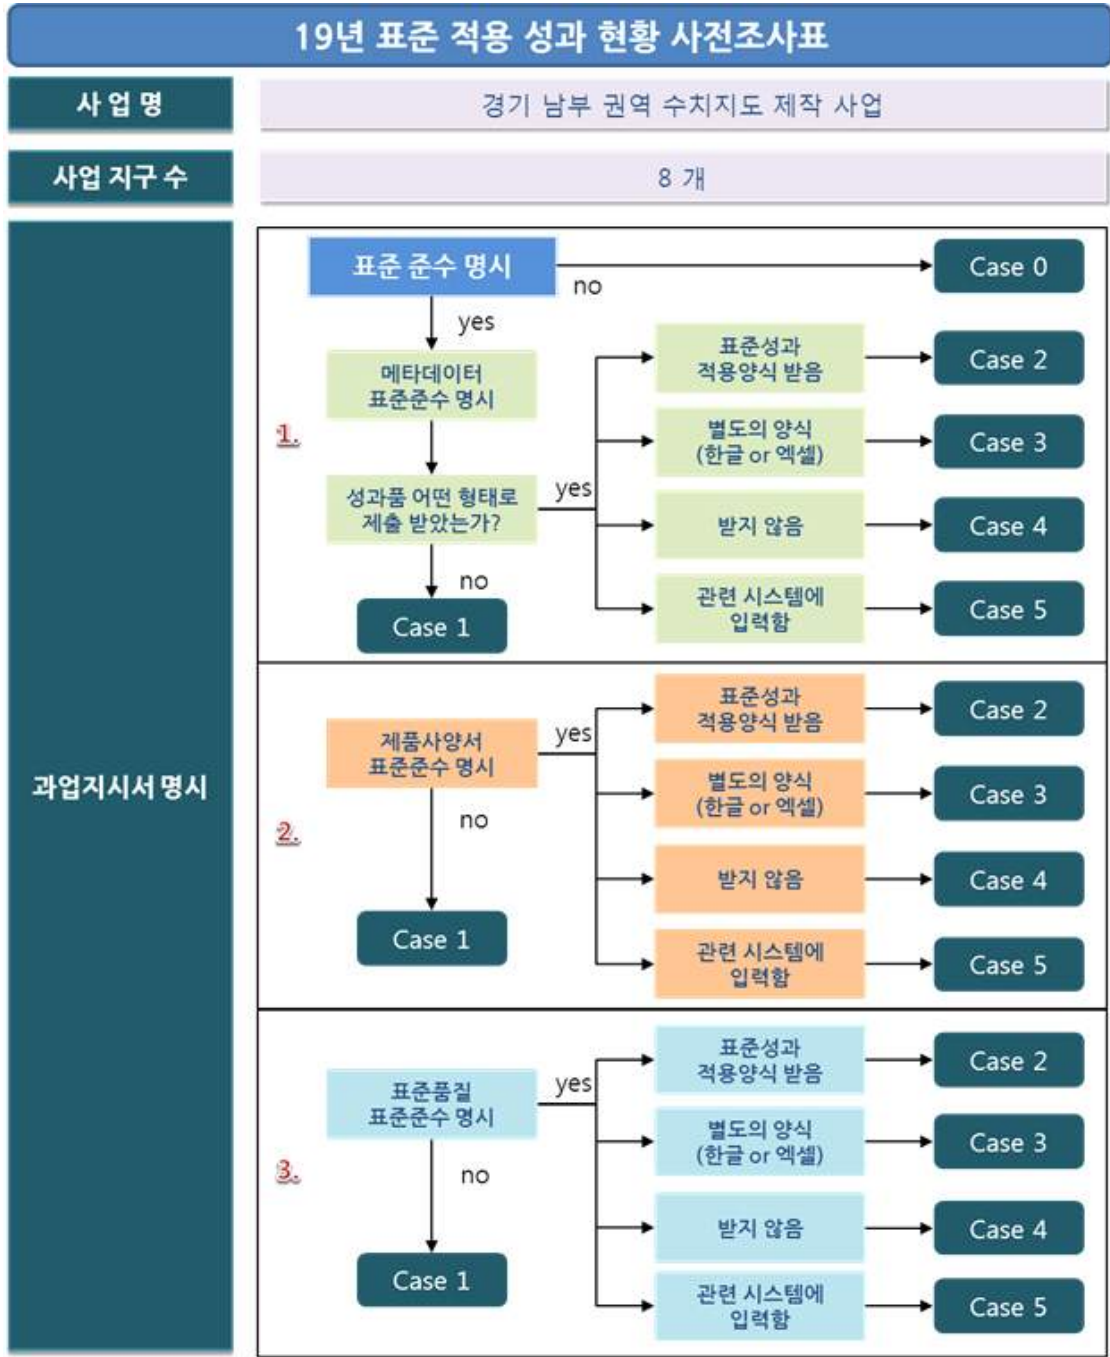 19년 표준 적용 성과 현황 사전조사표
사 업 명
경기 남부 권역 수치지도 제작 사업
사업 지구 수
8 개
과업지시서 명시
표준 준수 명시
no
Case 0
yes
메타데이터
표준준수 명시
1.
성과품 어떤 형태로
제출 받았는가?
yes
no
Case 1
표준성과
적용양식 받음
Case 2
별도의 양식
(한글 or 엑셀)
Case 3
받지 않음
Case 4
관련 시스템에
입력함
Case 5
2.
제품사양서
표준준수 명시
yes
no
Case 1
표준성과
적용양식 받음
Case 2
별도의 양식
(한글 or 엑셀)
Case 3
받지 않음
Case 4
관련 시스템에
입력함
Case 5
3.
표준품질
표준준수 명시
yes
no
Case 1
표준성과
적용양식 받음
Case 2
별도의 양식
(한글 or 엑셀)
Case 3
받지 않음
Case 4
관련 시스템에
입력함
Case 5